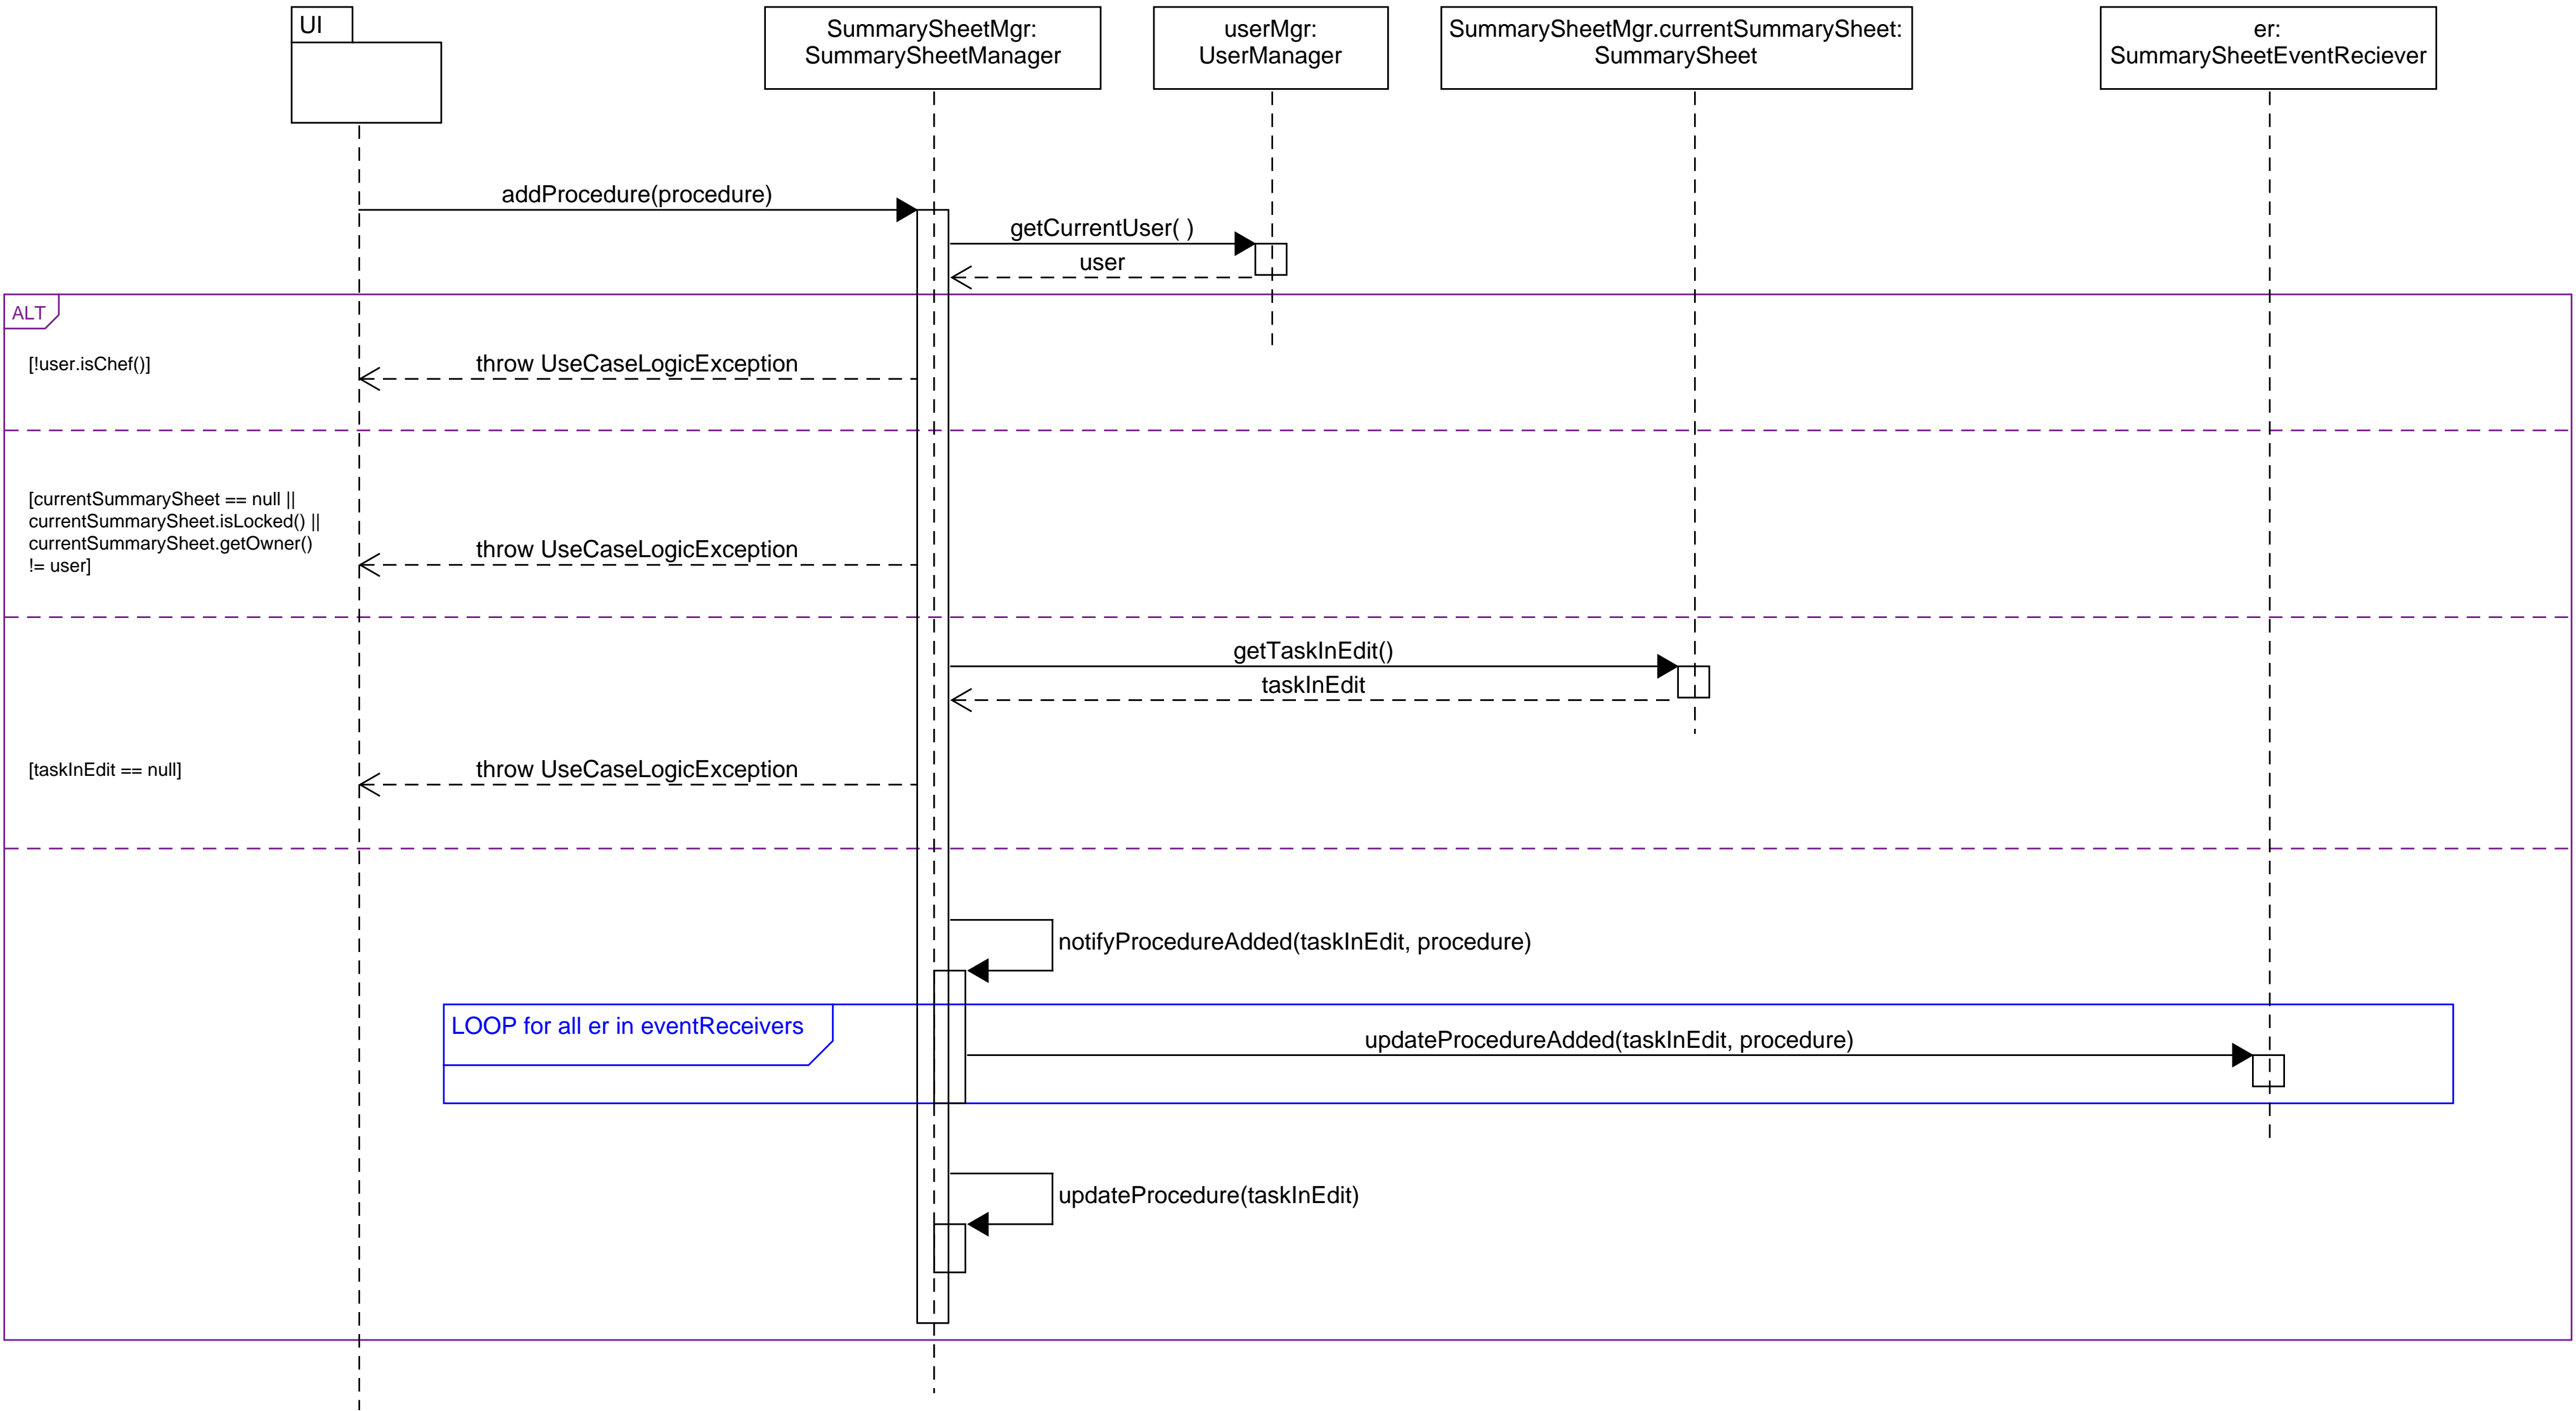 UI
SummarySheetMgr:
SummarySheetManager
userMgr:
UserManager
SummarySheetMgr.currentSummarySheet:
SummarySheet
er:
SummarySheetEventReciever
addProcedure(procedure)
getCurrentUser( )
user
ALT
[!user.isChef()]
throw UseCaseLogicException
[currentSummarySheet == null ||
currentSummarySheet.isLocked() ||
currentSummarySheet.getOwner()
!= user]
throw UseCaseLogicException
getTaskInEdit()
taskInEdit
[taskInEdit == null]
throw UseCaseLogicException
notifyProcedureAdded(taskInEdit, procedure)
LOOP for all er in eventReceivers
updateProcedureAdded(taskInEdit, procedure)
updateProcedure(taskInEdit)